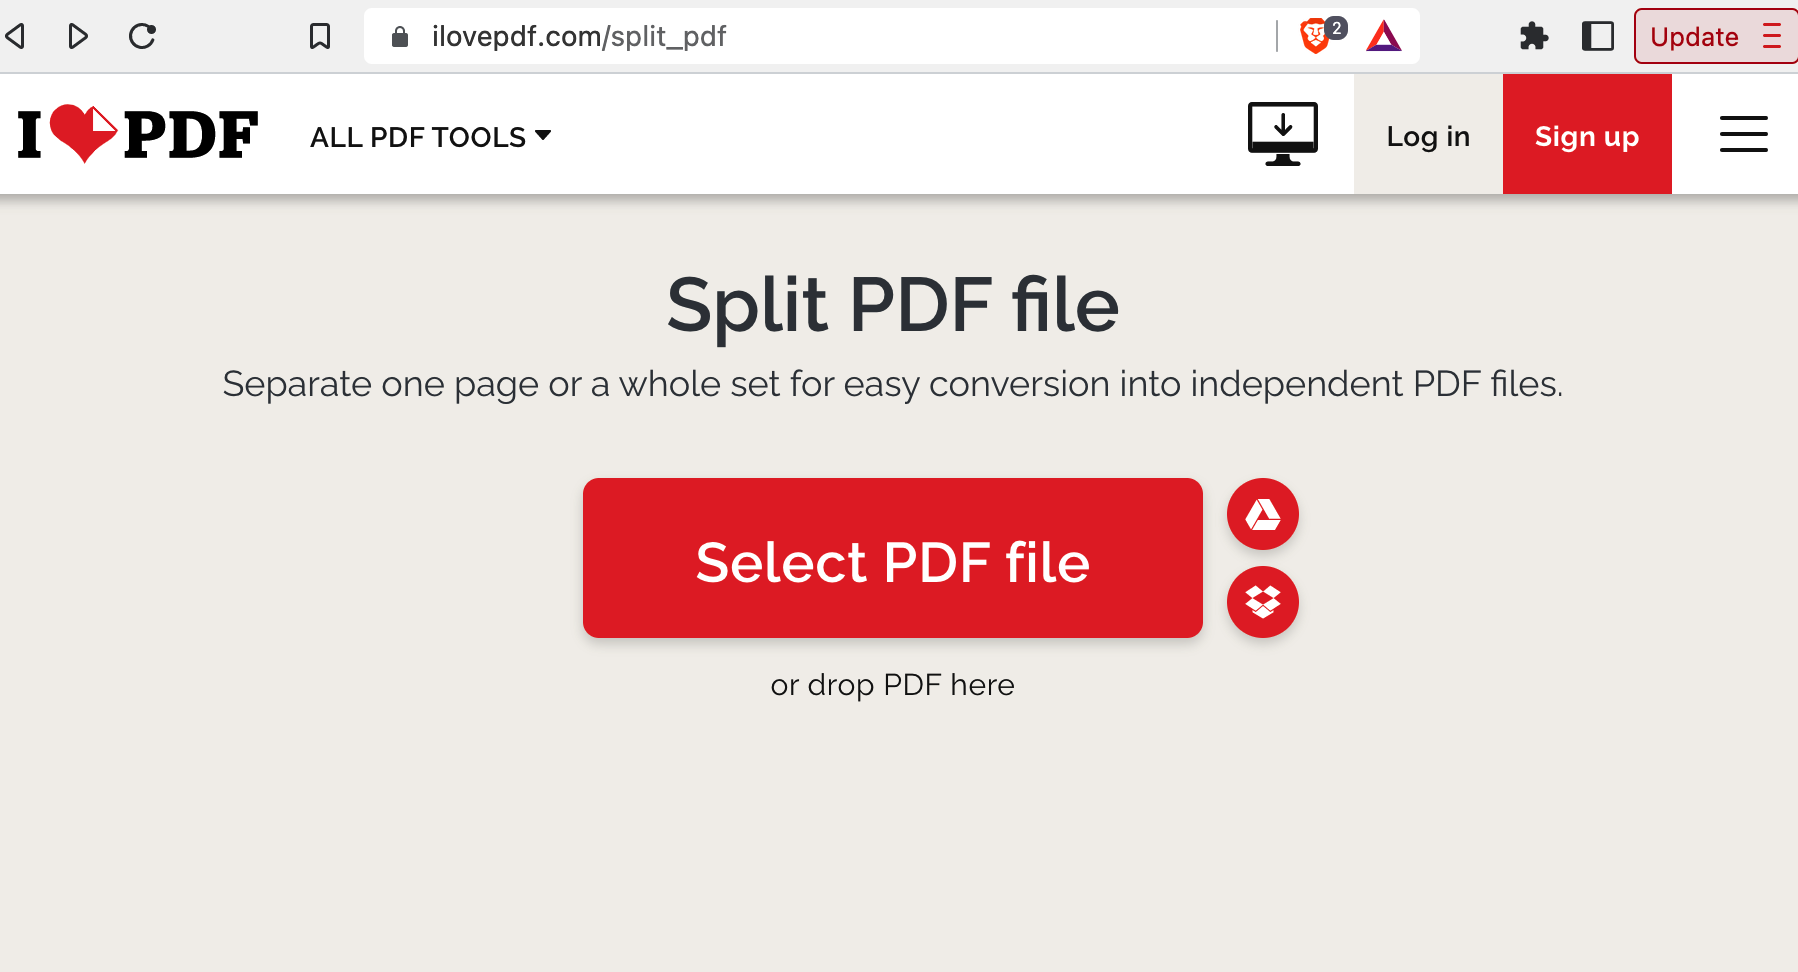 ilovepdf.com/split_pdf
2
Update
I PDF
ALL PDF TOOLS
Log in
Sign up
Split PDF file
Separate one page or a whole set for easy conversion into independent PDF files.
Select PDF file
or drop PDF here